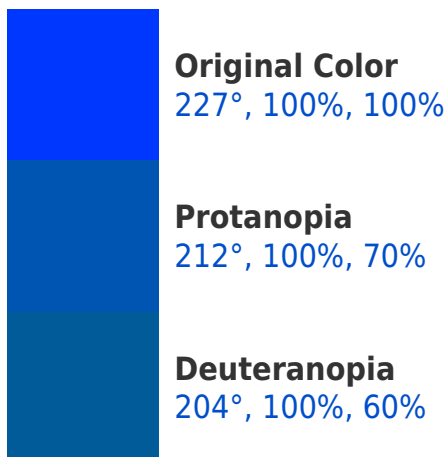 Original Color
227°, 100%, 100%
Protanopia
212°, 100%, 70%
Deuteranopia
204°, 100%, 60%